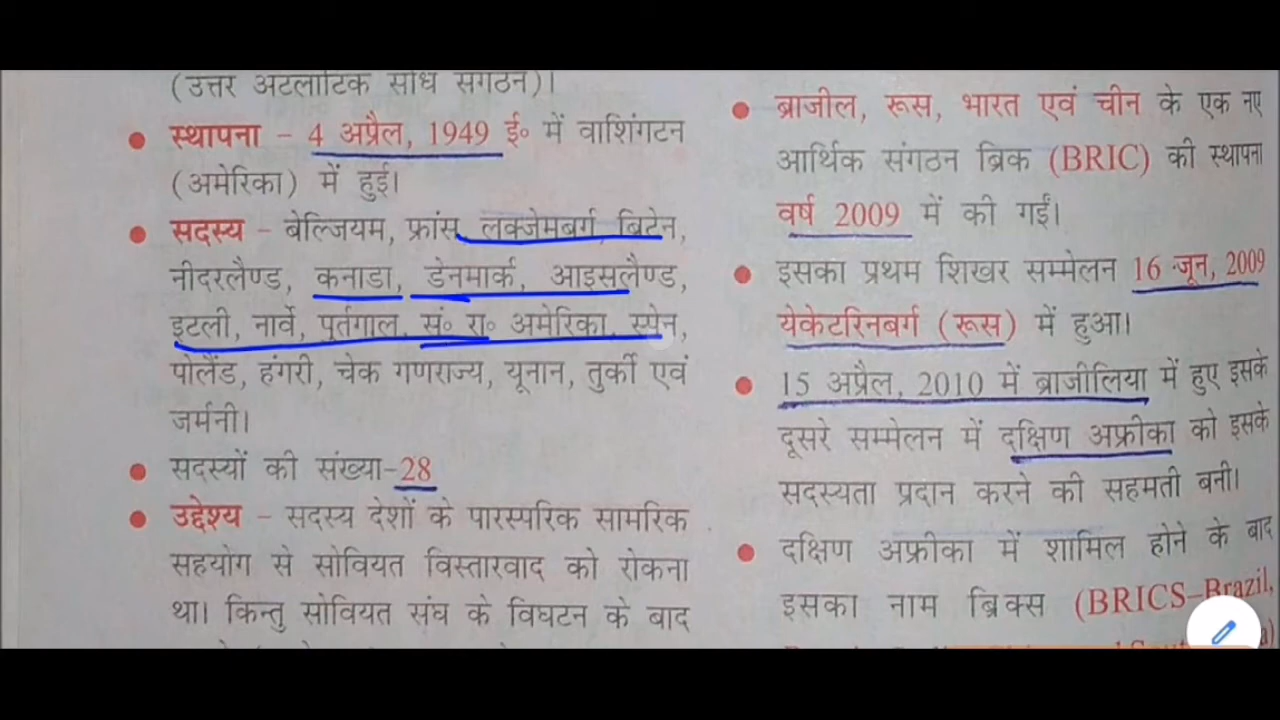 (उत्तर अटलांटिक संधि संगठन)।
स्थापना – 4 अप्रैल, 1949 ई॰ में वाशिंगटन
(अमेरिका) में हुई।
सदस्य – बेल्जियम, फ्रांस, लक्जेमबर्ग, ब्रिटेन,
नीदरलैण्ड, कनाडा, डेनमार्क, आइसलैण्ड,
इटली, नार्वे, पुर्तगाल, सं॰ रा॰ अमेरिका, स्पेन,
पोलैंड, हंगरी, चेक गणराज्य, यूनान, तुर्की एवं
जर्मनी।
सदस्यों की संख्या-28
उद्देश्य – सदस्य देशों के पारस्परिक सामरिक
सहयोग से सोवियत विस्तारवाद को रोकना
था। किन्तु सोवियत संघ के विघटन के बाद
ब्राजील, रूस, भारत एवं चीन के एक नए
आर्थिक संगठन ब्रिक (BRIC) की स्थापना
वर्ष 2009 में की गईं।
इसका प्रथम शिखर सम्मेलन 16 जून, 2009
येकेटरिनबर्ग (रूस) में हुआ।
15 अप्रैल, 2010 में ब्राजीलिया में हुए इसके
दूसरे सम्मेलन में दक्षिण अफ्रीका को इसके
सदस्यता प्रदान करने की सहमती बनी।
दक्षिण अफ्रीका में शामिल होने के बाद
इसका नाम ब्रिक्स (BRICS–Brazil,